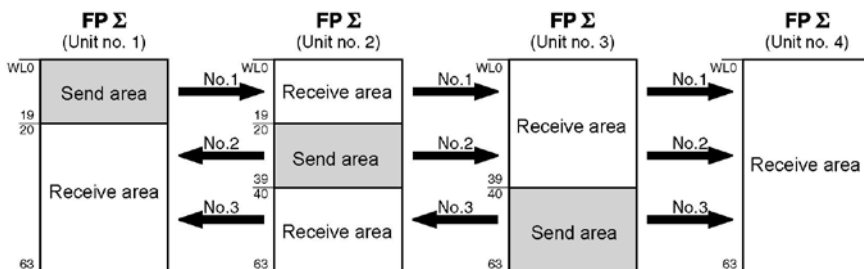 FP Σ FP Σ FP Σ FP Σ
(Unit no. 1) (Unit no. 2) (Unit no. 3) (Unit no. 4)
WL0 WL0 WL0 WL0
Send area No.1 Receive area No.1 No.1
19 19
20 20
Receive area No.2 Send area No.2 Receive area No.2 Receive area
39 39
40 40
No.3 Receive area No.3 Send area No.3
63 63 63 63